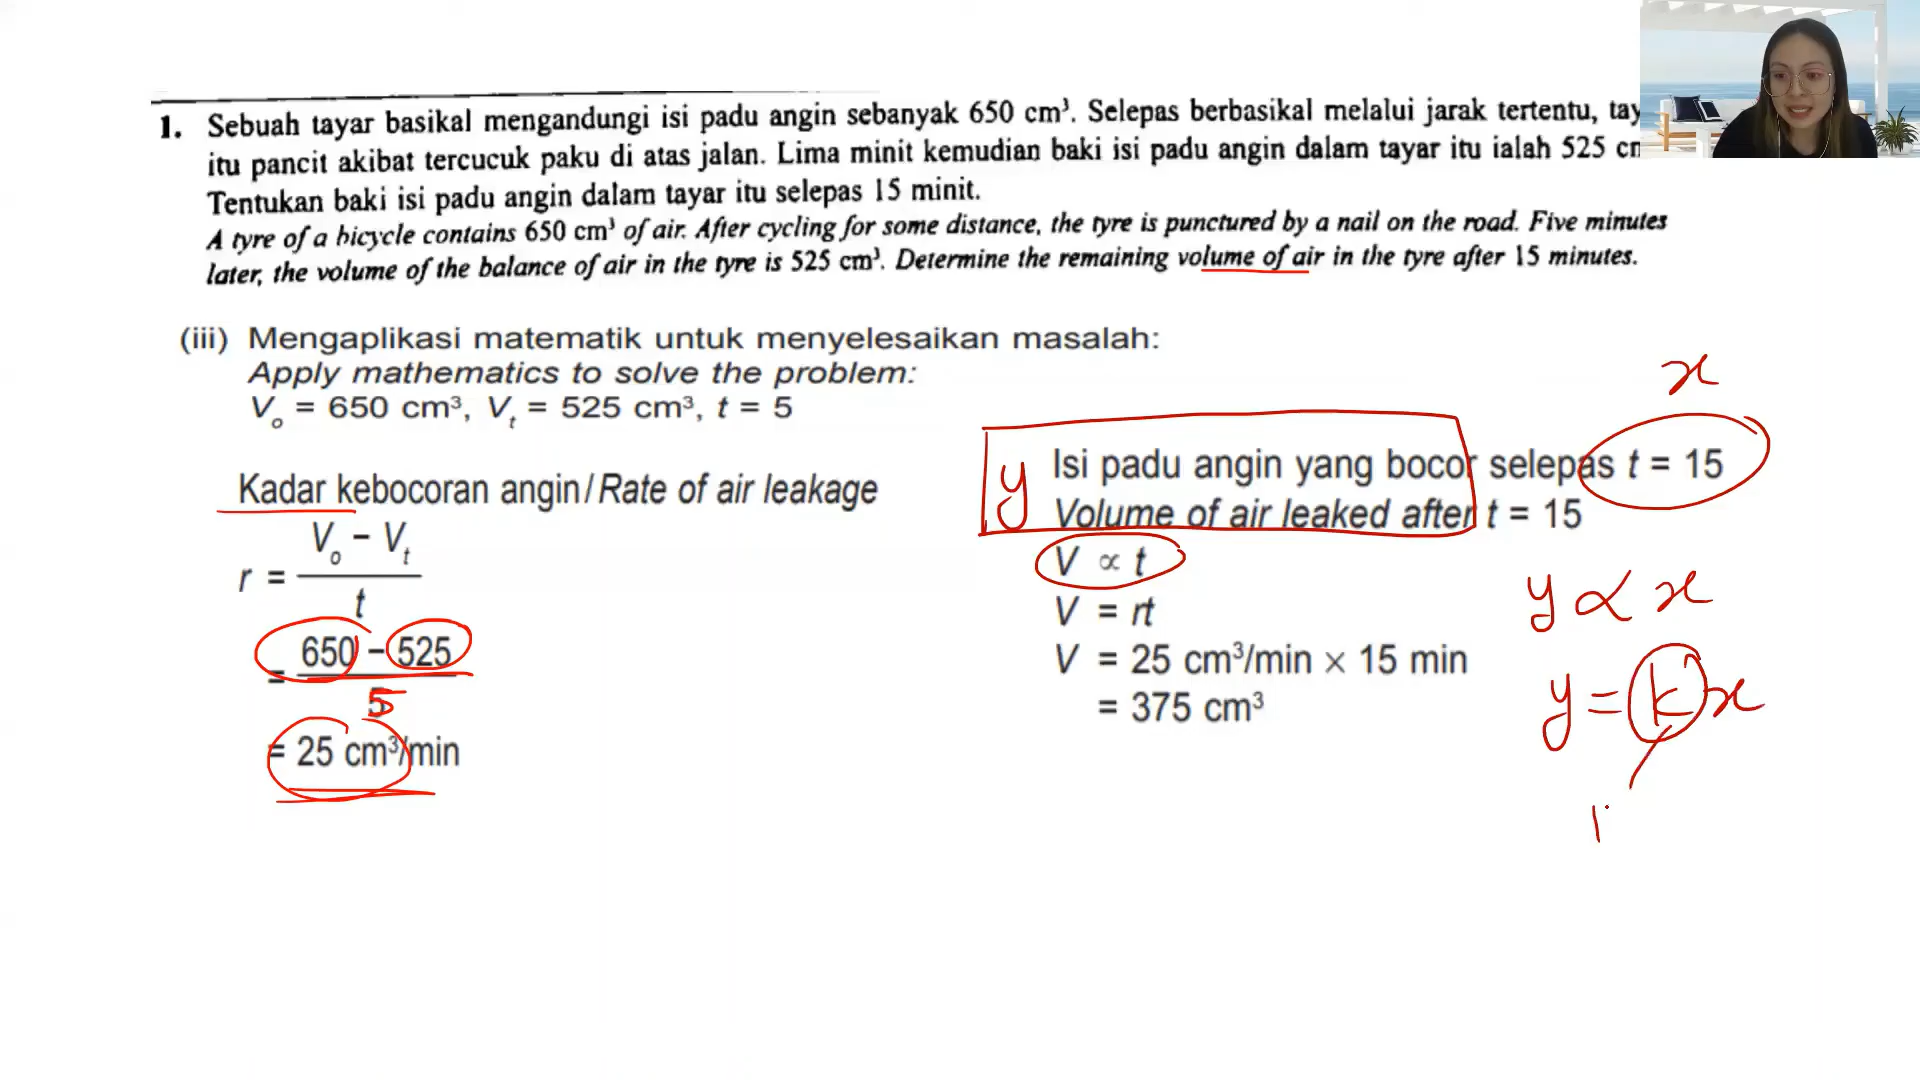 1. Sebuah tayar basikal mengandungi isi padu angin sebanyak 650 cm³. Selepas berbasikal melalui jarak tertentu,
itu pancit akibat tercucuk paku di atas jalan. Lima minit kemudian baki isi padu angin dalam tayar itu ialah 525
Tentukan baki isi padu angin dalam tayar itu selepas 15 minit.
A tyre of a bicycle contains 650 cm³ of air. After cycling for some distance, the tyre is punctured by a nail on the road. Five minutes
later, the volume of the balance of air in the tyre is 525 cm³. Determine the remaining volume of air in the tyre after 15 minutes.
(iii) Mengaplikasi matematik untuk menyelesaikan masalah:
Apply mathematics to solve the problem:
V₀ = 650 cm³, Vₜ = 525 cm³, t = 5
Kadar kebocoran angin/Rate of air leakage
V₀ – Vₜ
r =
t
650 – 525
=
5
= 25 cm³/min
x
y
Isi padu angin yang bocor selepas t = 15
Volume of air leaked after t = 15
V ∝ t
V = rt
V = 25 cm³/min × 15 min
= 375 cm³
y ∝ x
y = kx